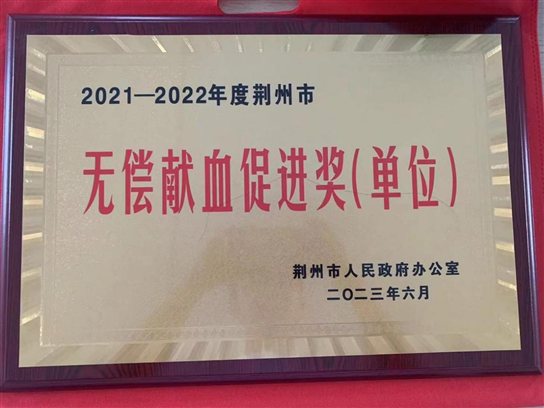 2021—2022年度荆州市
无偿献血促进奖(单位)
荆州市人民政府办公室
二〇二三年六月